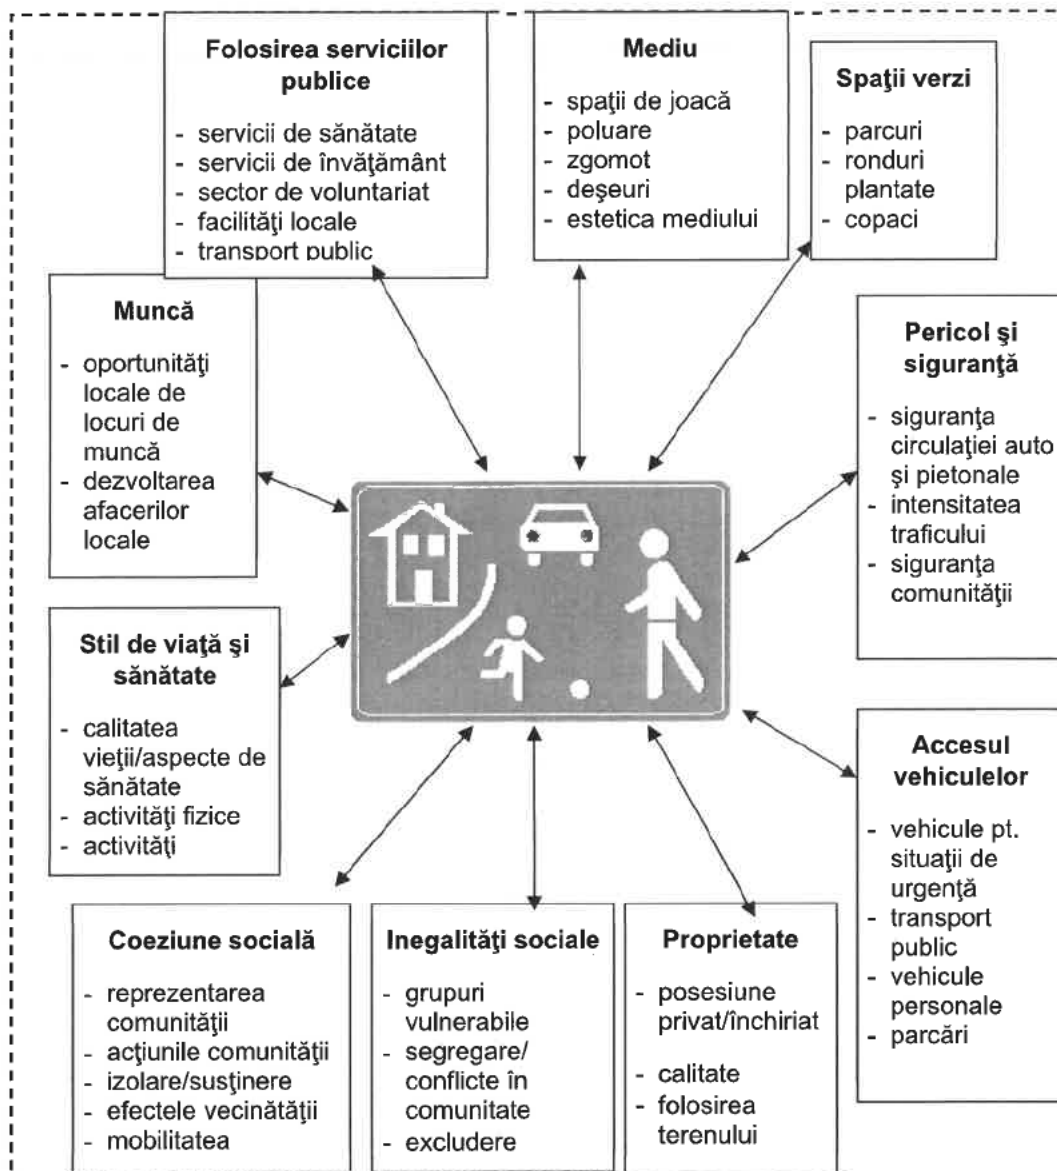 Folosirea serviciilor
publice
- servicii de sănătate
- servicii de învăţământ
- sector de voluntariat
- facilităţi locale
- transport public
Mediu
- spaţii de joacă
- poluare
- zgomot
- deşeuri
- estetica mediului
Spaţii verzi
- parcuri
- ronduri
plantate
- copaci
Muncă
- oportunităţi
locale de
locuri de
muncă
- dezvoltarea
afacerilor
locale
Pericol şi
siguranţă
- siguranţa
circulaţiei auto
şi pietonale
- intensitatea
traficului
- siguranţa
comunităţii
Stil de viaţă şi
sănătate
- calitatea
vieţii/aspecte de
sănătate
- activităţi fizice
- activităţi
Accesul
vehiculelor
- vehicule pt.
situaţii de
urgenţă
- transport
public
- vehicule
personale
- parcări
Coeziune socială
- reprezentarea
comunităţii
- acţiunile comunităţii
- izolare/susţinere
- efectele vecinătăţii
- mobilitatea
Inegalităţi sociale
- grupuri
vulnerabile
- segregare/
conflicte în
comunitate
- excludere
Proprietate
- posesiune
privat/închiriat
- calitate
- folosirea
terenului